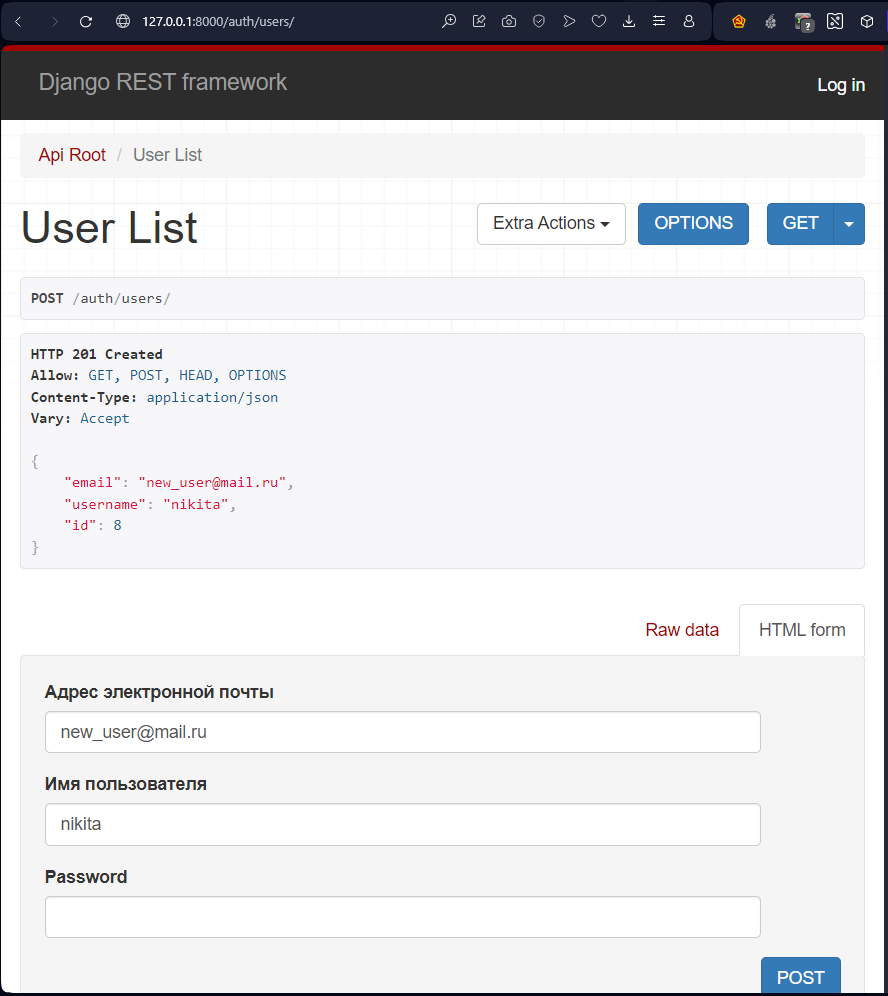 127.0.0.1:8000/auth/users/
Django REST framework
Log in
Api Root / User List
User List
Extra Actions
OPTIONS
GET
POST /auth/users/
HTTP 201 Created
Allow: GET, POST, HEAD, OPTIONS
Content-Type: application/json
Vary: Accept
{
    "email": "new_user@mail.ru",
    "username": "nikita",
    "id": 8
}
Raw data
HTML form
Адрес электронной почты
new_user@mail.ru
Имя пользователя
nikita
Password
POST